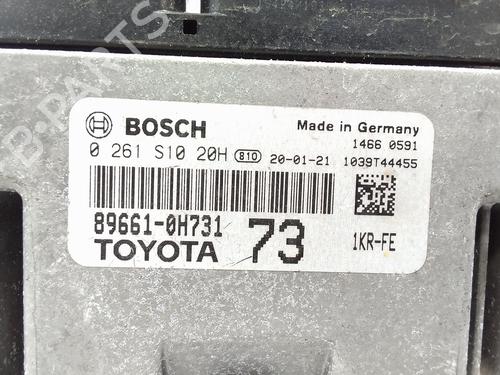 BOSCH
Made in Germany
1466 0591
0 261 S10 20H 810 20-01-21 1039T44455
89661-0H731
TOYOTA 73 1KR-FE
B-PARTS